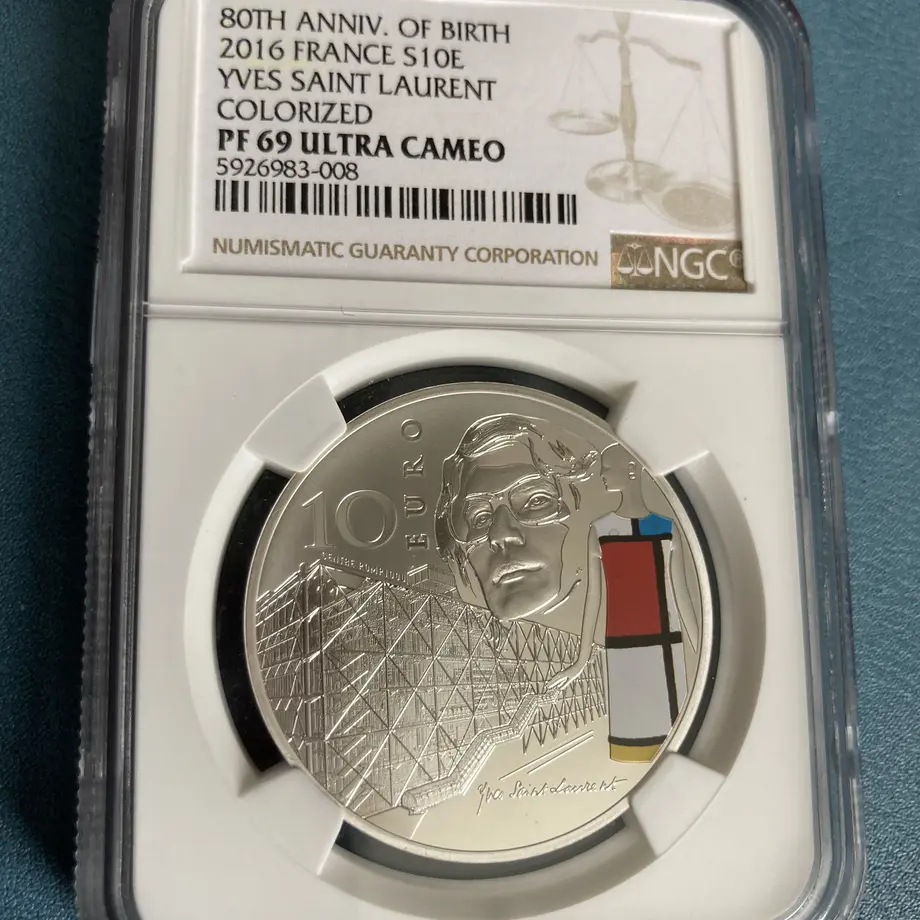 80TH ANNIV. OF BIRTH
2016 FRANCE S10E
YVES SAINT LAURENT
COLORIZED
PF 69 ULTRA CAMEO
5926983-008
NUMISMATIC GUARANTY CORPORATION
NGC®
10
EURO
CENTRE POMPIDOU
Yves Saint Laurent